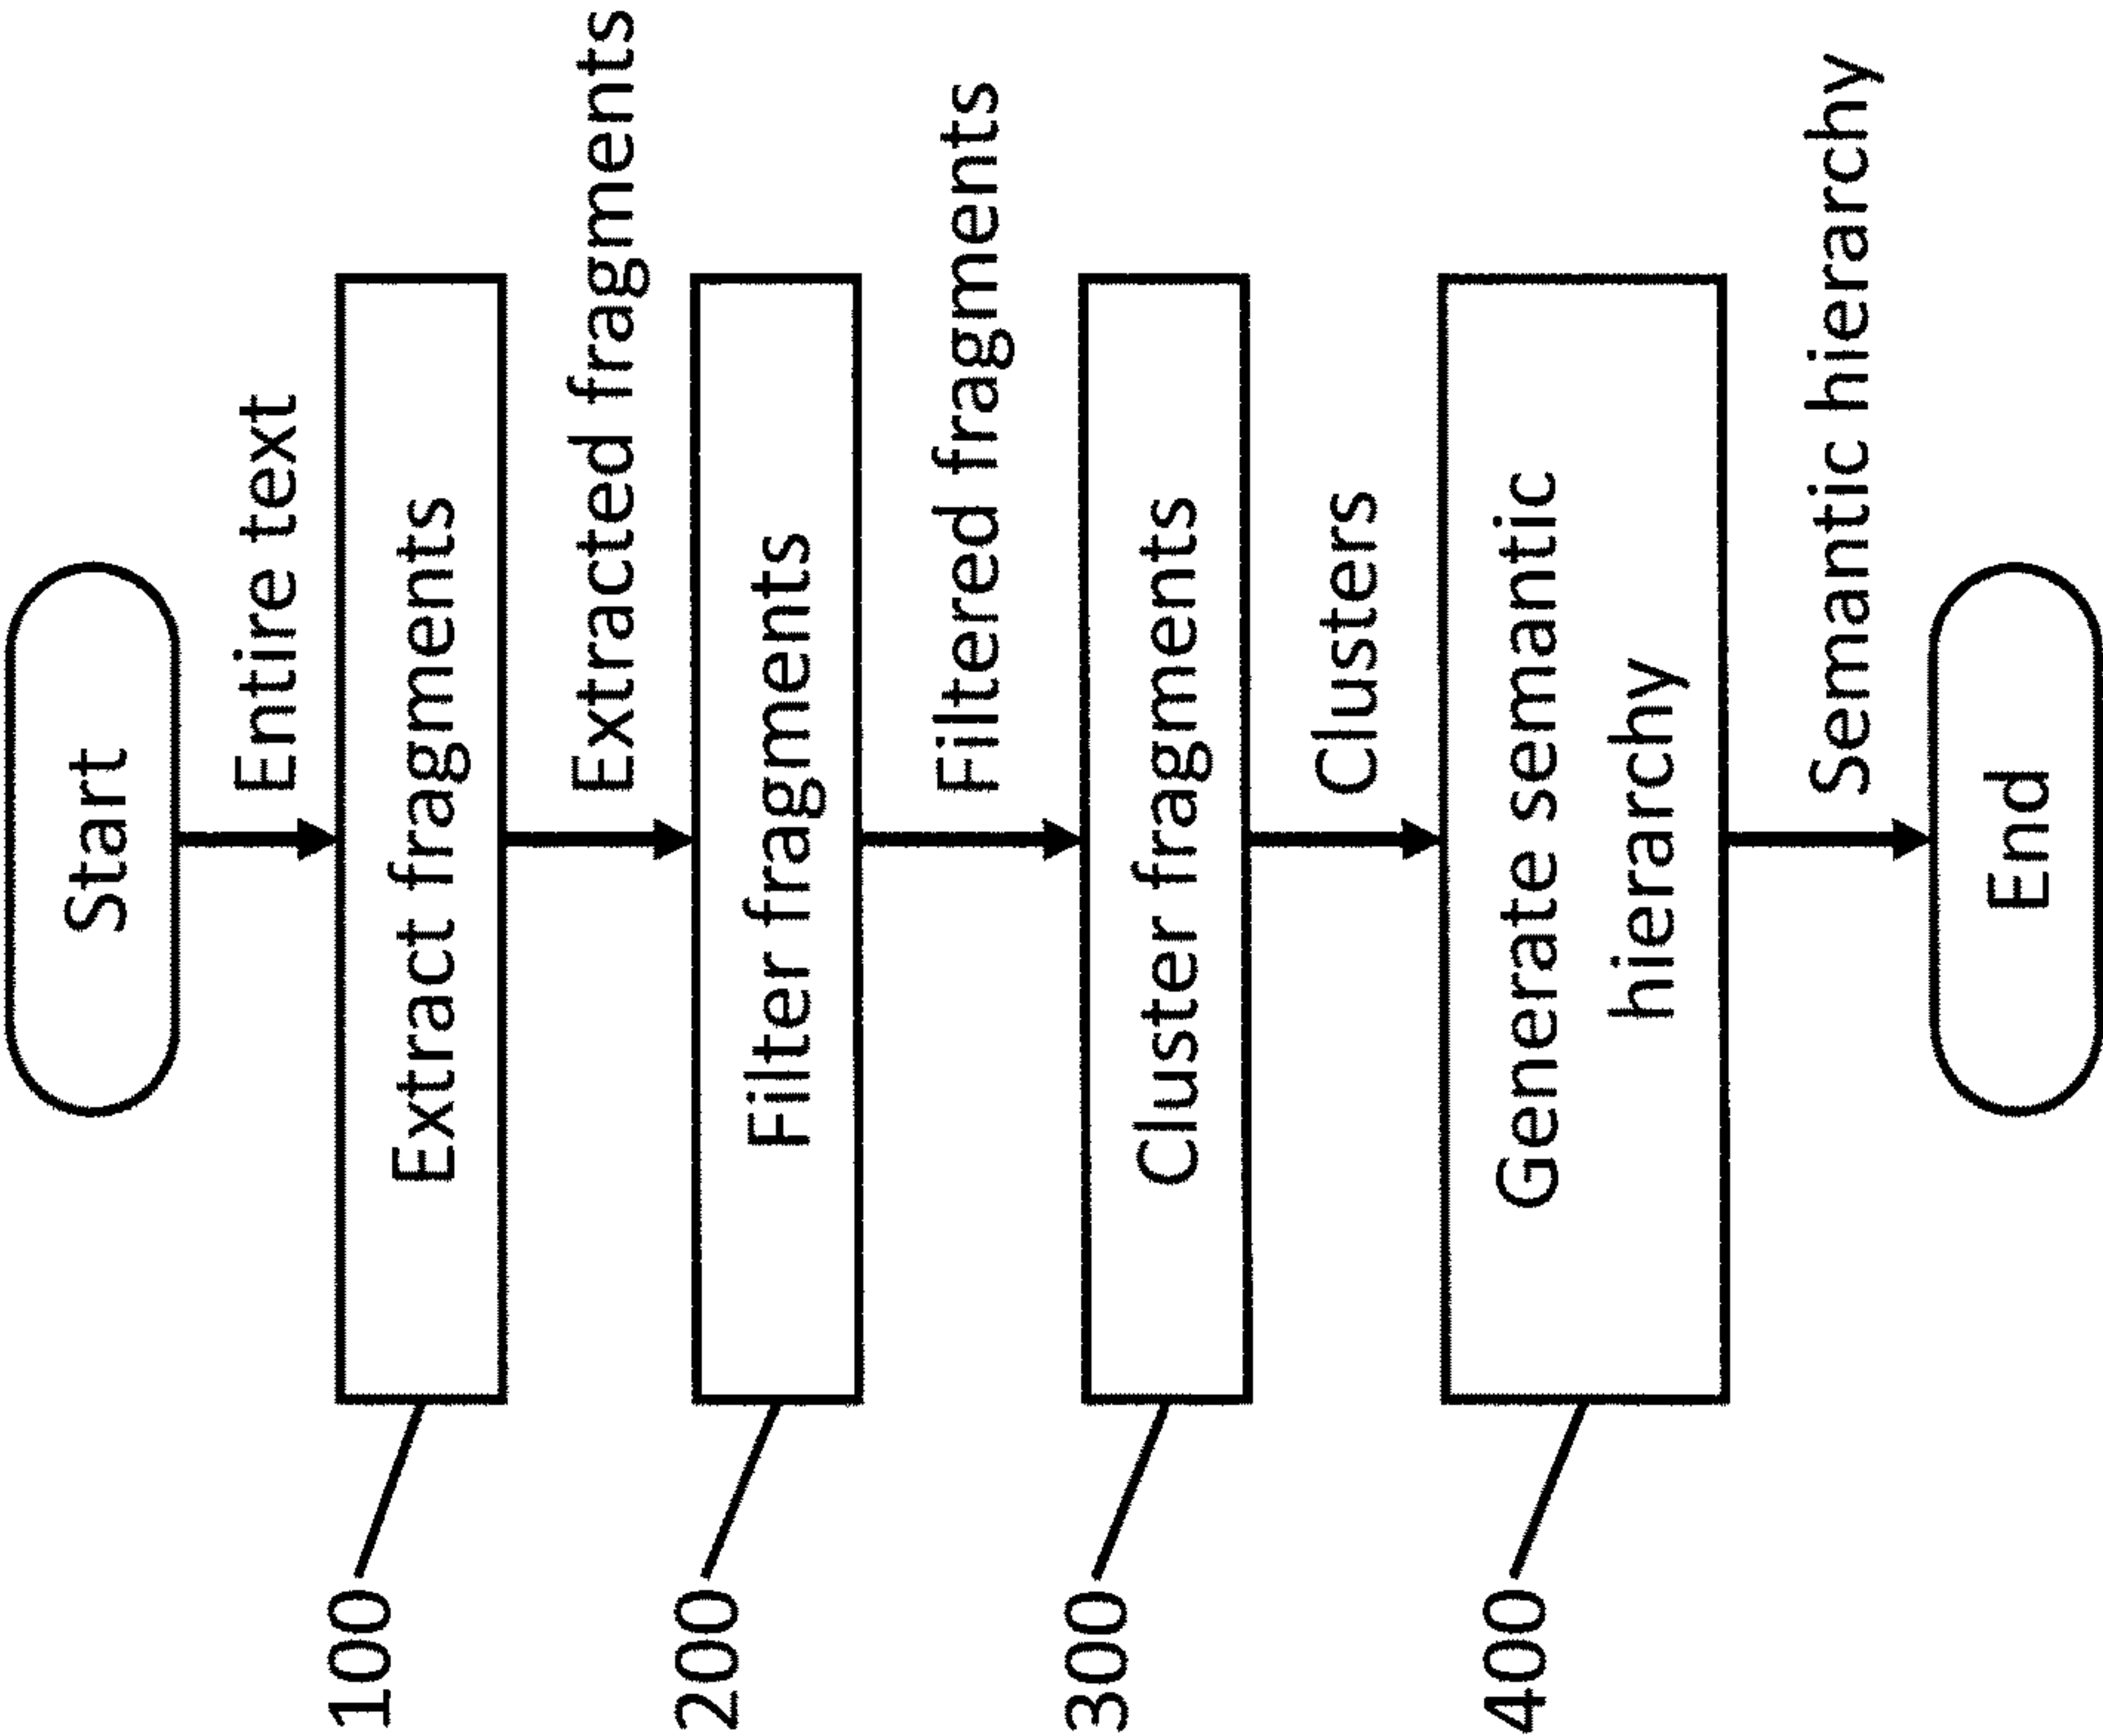 Start
Entire text
100
Extract fragments
Extracted fragments
200
Filter fragments
Filtered fragments
300
Cluster fragments
Clusters
400
Generate semantic
hierarchy
Semantic hierarchy
End